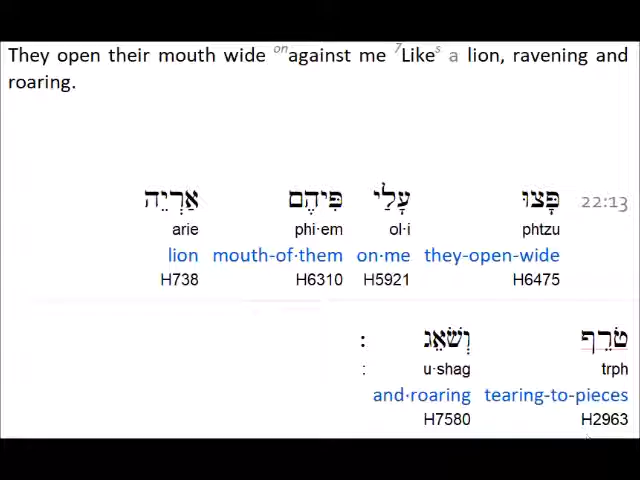 They open their mouth wide on against me 7 Like s a lion, ravening and
roaring.
22:13 פָּצוּ עָלַי פִּיהֶם אַרְיֵה
arie phi·em ol·i phtzu
lion mouth-of·them on·me they-open-wide
H738 H6310 H5921 H6475
טֹרֵף וְשֹׁאֵג :
: u·shag trph
and·roaring tearing-to-pieces
H7580 H2963